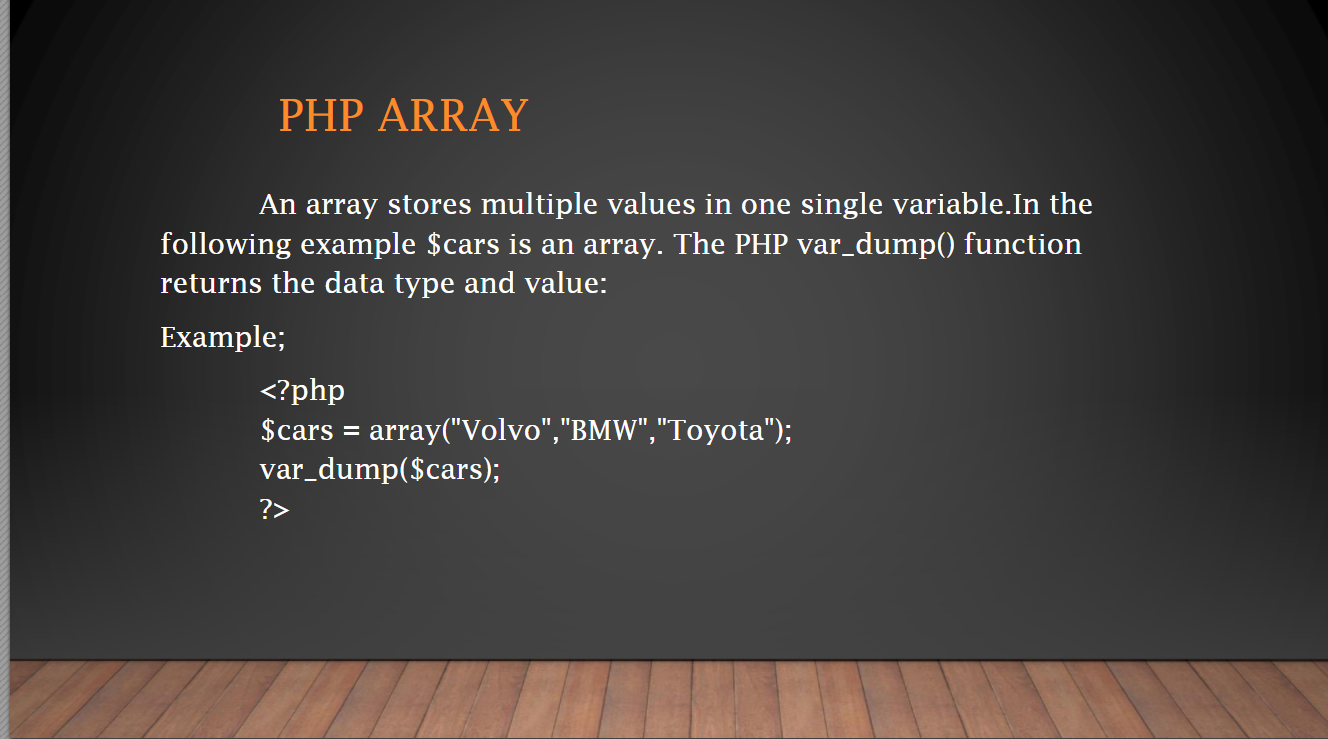 PHP ARRAY
An array stores multiple values in one single variable.In the
following example $cars is an array. The PHP var_dump() function
returns the data type and value:
Example;
<?php
$cars = array("Volvo","BMW","Toyota");
var_dump($cars);
?>